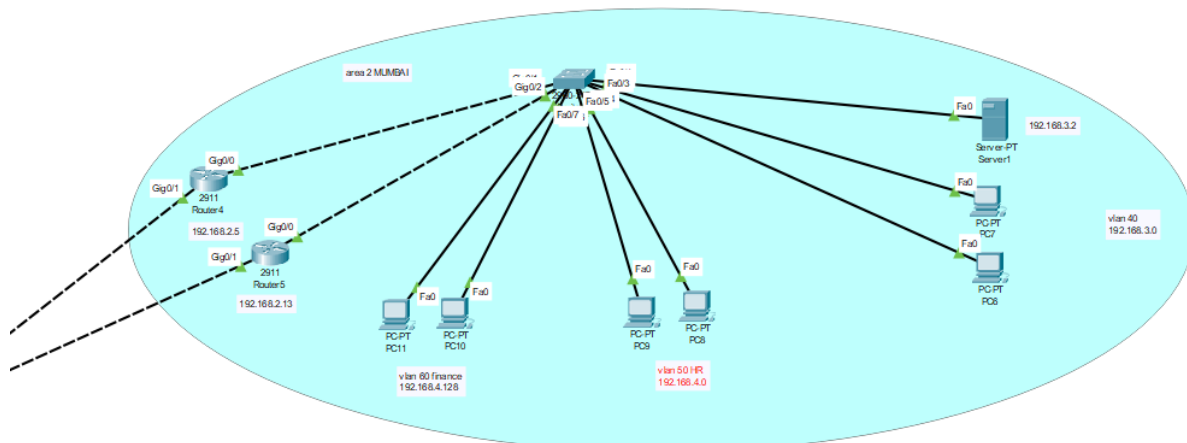 area 2 MUMBAI
Gig0/2
Fa0/3
Fa0/5
Fa0/7
Fa0
192.168.3.2
Server-PT
Server1
Gig0/0
Gig0/1
2911
Router4
192.168.2.5
Gig0/0
Gig0/1
2911
Router5
192.168.2.13
Fa0
PC-PT
PC7
vlan 40
192.168.3.0
Fa0
PC-PT
PC6
Fa0
PC-PT
PC11
Fa0
PC-PT
PC10
Fa0
PC-PT
PC9
Fa0
PC-PT
PC8
vlan 60 finance
192.168.4.128
vlan 50 HR
192.168.4.0